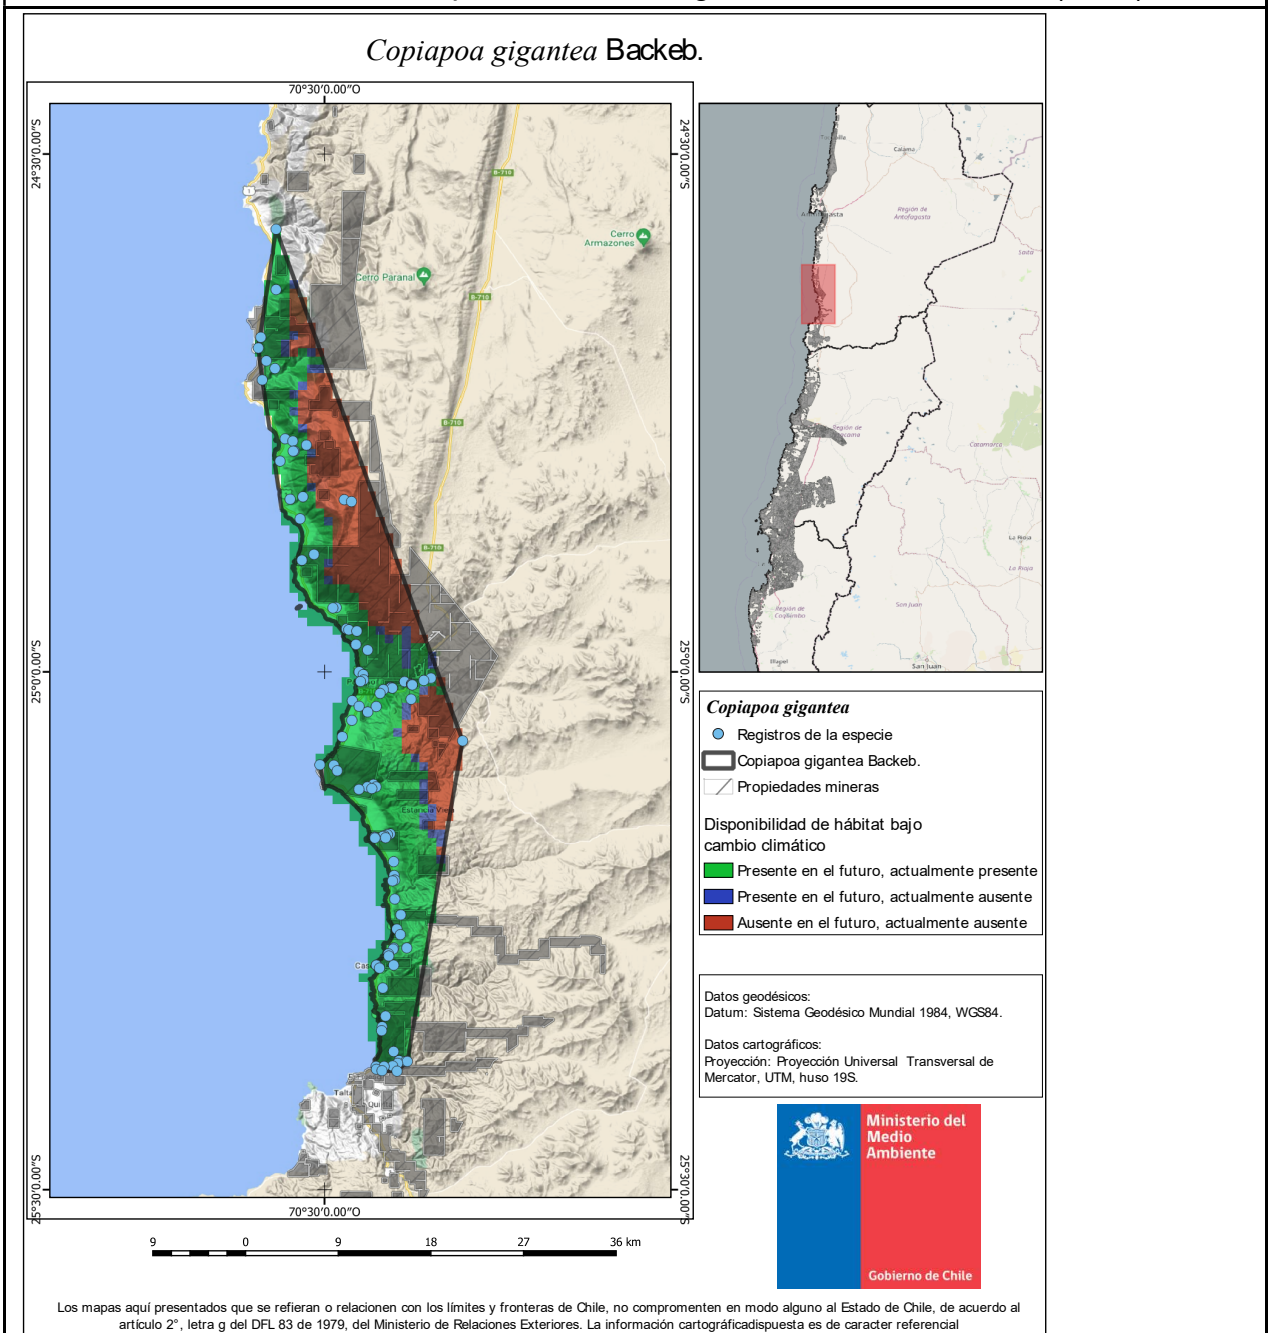 Copiapoa gigantea Backeb.
70°30'0.00"O
24°30'0.00"S
24°30'0.00"S
B-710
1
Cerro
Armazones
Cerro Paranal
B-710
B-710
B-710
25°0'0.00"S
25°0'0.00"S
Estancia Vieja
25°30'0.00"S
25°30'0.00"S
70°30'0.00"O
9 0 9 18 27 36 km
Calama
Región de
Antofagasta
Salta
Catamarca
La Rioja
La Rioja
Región de
Coquimbo
San Juan
Illapel
San Juan
Copiapoa gigantea
Registros de la especie
Copiapoa gigantea Backeb.
Propiedades mineras
Disponibilidad de hábitat bajo
cambio climático
Presente en el futuro, actualmente presente
Presente en el futuro, actualmente ausente
Ausente en el futuro, actualmente ausente
Datos geodésicos:
Datum: Sistema Geodésico Mundial 1984, WGS84.
Datos cartográficos:
Proyección: Proyección Universal Transversal de
Mercator, UTM, huso 19S.
Ministerio del
Medio
Ambiente
Gobierno de Chile
Los mapas aquí presentados que se refieran o relacionen con los límites y fronteras de Chile, no compromenten en modo alguno al Estado de Chile, de acuerdo al
artículo 2°, letra g del DFL 83 de 1979, del Ministerio de Relaciones Exteriores. La información cartográficadispuesta es de caracter referencial